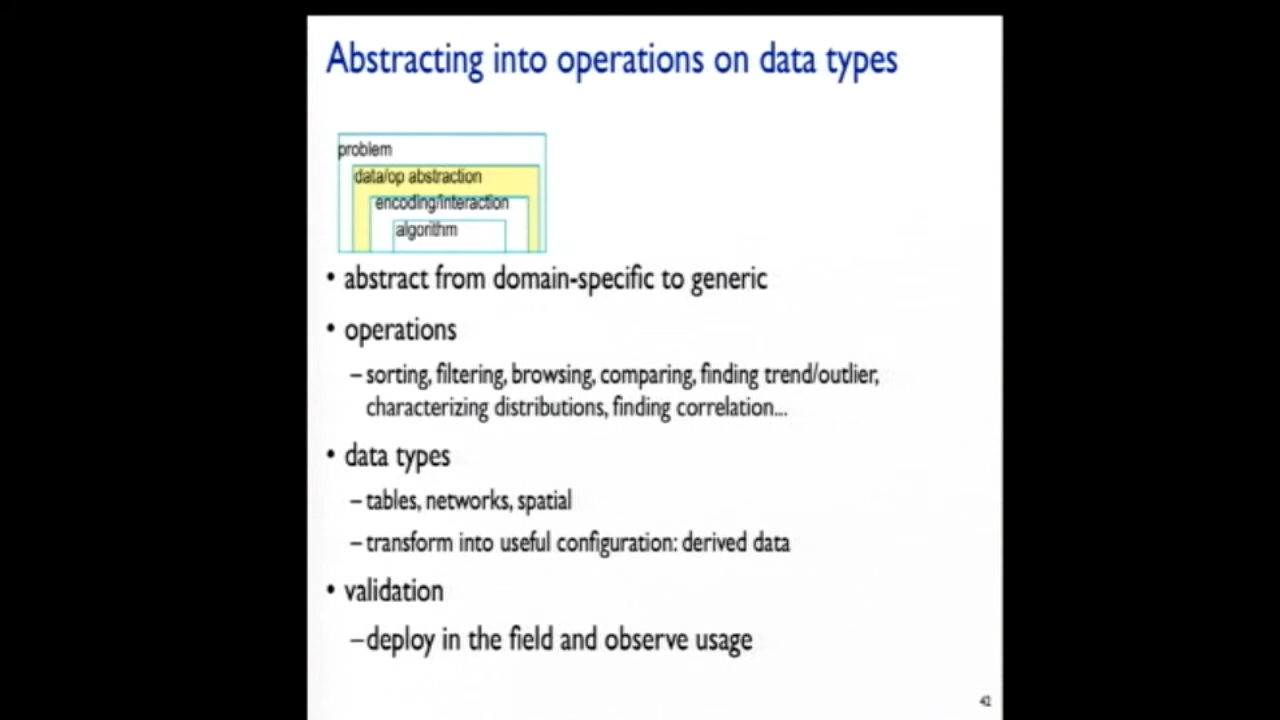 Abstracting into operations on data types
problem
data/op abstraction
encoding/interaction
algorithm
• abstract from domain-specific to generic
• operations
– sorting, filtering, browsing, comparing, finding trend/outlier,
characterizing distributions, finding correlation...
• data types
– tables, networks, spatial
– transform into useful configuration: derived data
• validation
–deploy in the field and observe usage
42